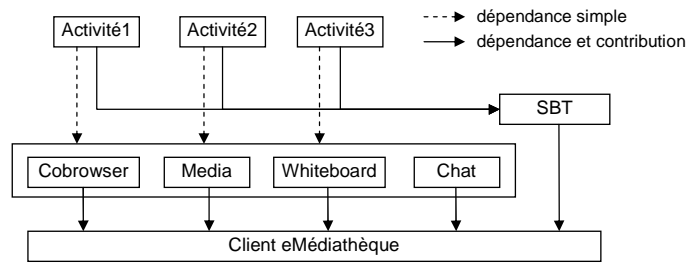 Activité1
Activité2
Activité3
dépendance simple
dépendance et contribution
SBT
Cobrowser
Media
Whiteboard
Chat
Client eMédiathèque